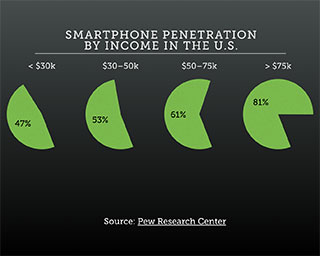 SMARTPHONE PENETRATION
BY INCOME IN THE U.S.
< $30k $30–50k $50–75k > $75k
47% 53% 61% 81%
Source: Pew Research Center